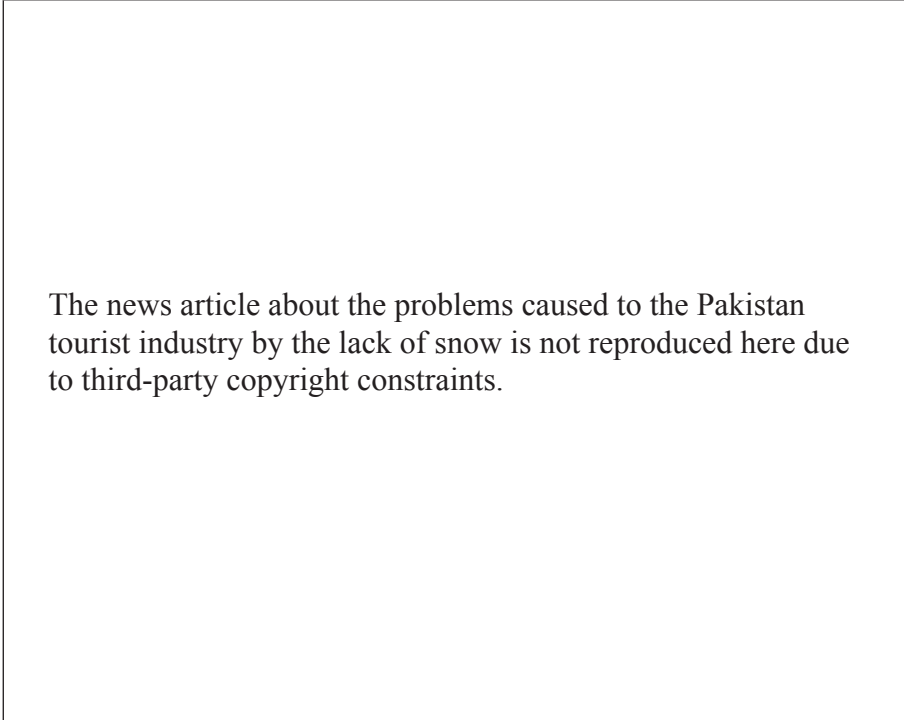 The news article about the problems caused to the Pakistan
tourist industry by the lack of snow is not reproduced here due
to third-party copyright constraints.